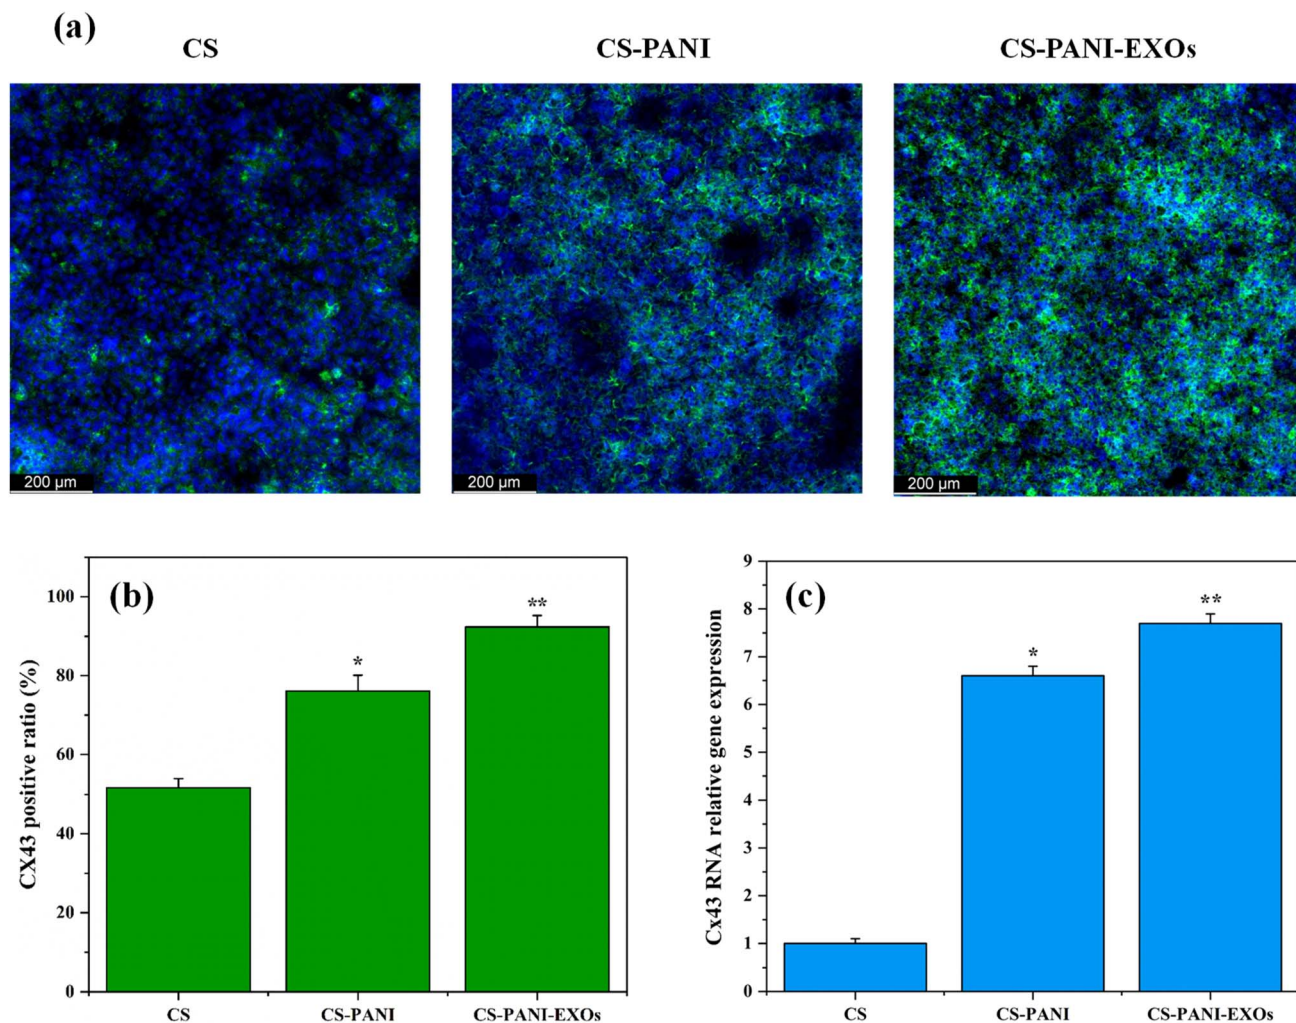 (a)
CS
CS-PANI
CS-PANI-EXOs
200 µm
200 µm
200 µm
(b)
CX43 positive ratio (%)
100
80
60
40
20
0
*
**
CS
CS-PANI
CS-PANI-EXOs
(c)
Cx43 RNA relative gene expression
9
8
7
6
5
4
3
2
1
0
*
**
CS
CS-PANI
CS-PANI-EXOs